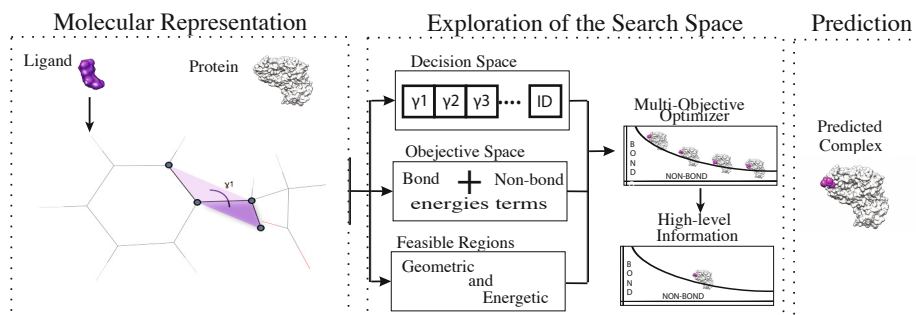 Molecular Representation
Exploration of the Search Space
Prediction
Ligand
Protein
γ1
Decision Space
γ1 γ2 γ3 .... ID
Obejective Space
Bond + Non-bond
energies terms
Feasible Regions
Geometric
and
Energetic
Multi-Objective
Optimizer
BOND
NON-BOND
High-level
Information
BOND
NON-BOND
Predicted
Complex